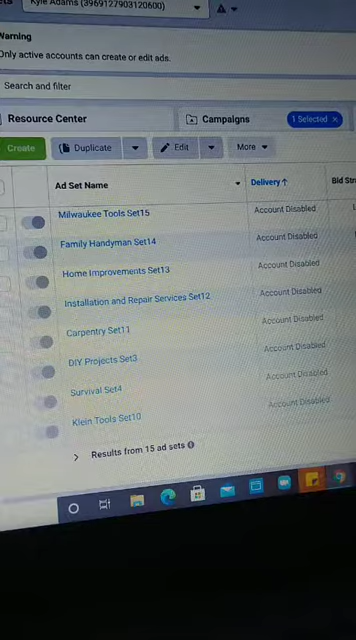 Kyle Adams (3969127903120600)
Warning
Only active accounts can create or edit ads.
Search and filter
Resource Center
Campaigns
1 Selected ×
Create
Duplicate
Edit
More
Ad Set Name
Delivery ↑
Bid
Milwaukee Tools Set15
Account Disabled
Family Handyman Set14
Account Disabled
Home Improvements Set13
Account Disabled
Installation and Repair Services Set12
Account Disabled
Carpentry Set11
Account Disabled
DIY Projects Set3
Account Disabled
Survival Set4
Account Disabled
Klein Tools Set10
Account Disabled
Results from 15 ad sets